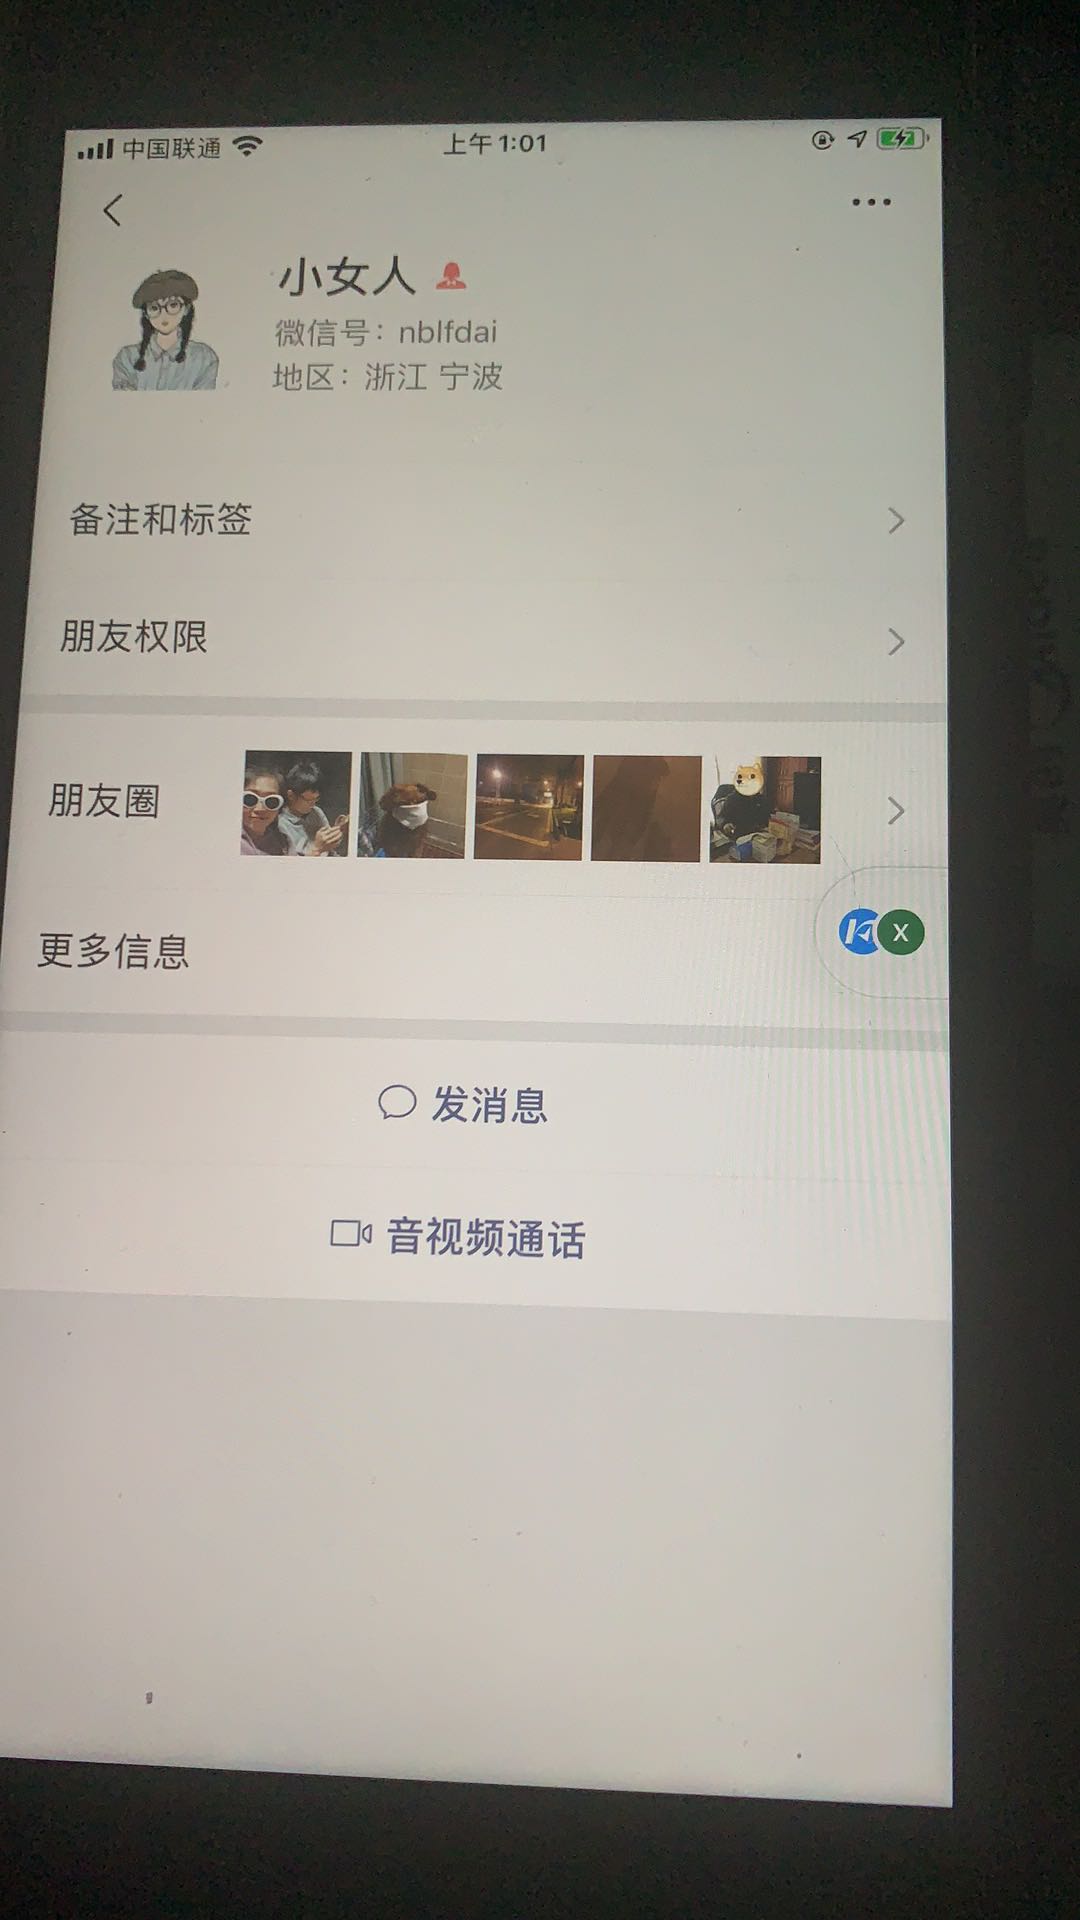 中国联通
上午1:01
小女人
微信号：nblfdai
地区：浙江 宁波
备注和标签
朋友权限
朋友圈
更多信息
X
发消息
音视频通话